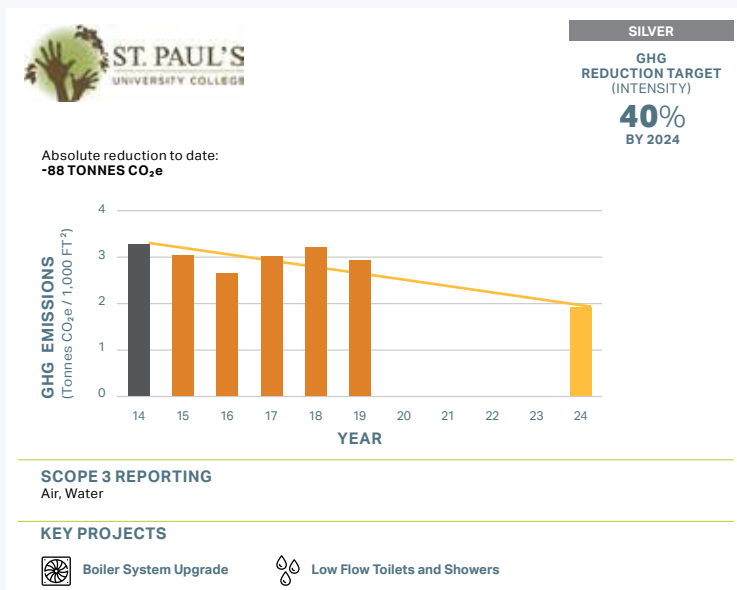 ST. PAUL'S
UNIVERSITY COLLEGE
SILVER
GHG
REDUCTION TARGET
(INTENSITY)
40%
BY 2024
Absolute reduction to date:
-88 TONNES CO₂e
GHG EMISSIONS
(Tonnes CO₂e / 1,000 FT²)
4
3
2
1
0
14 15 16 17 18 19 20 21 22 23 24
YEAR
SCOPE 3 REPORTING
Air, Water
KEY PROJECTS
Boiler System Upgrade
Low Flow Toilets and Showers